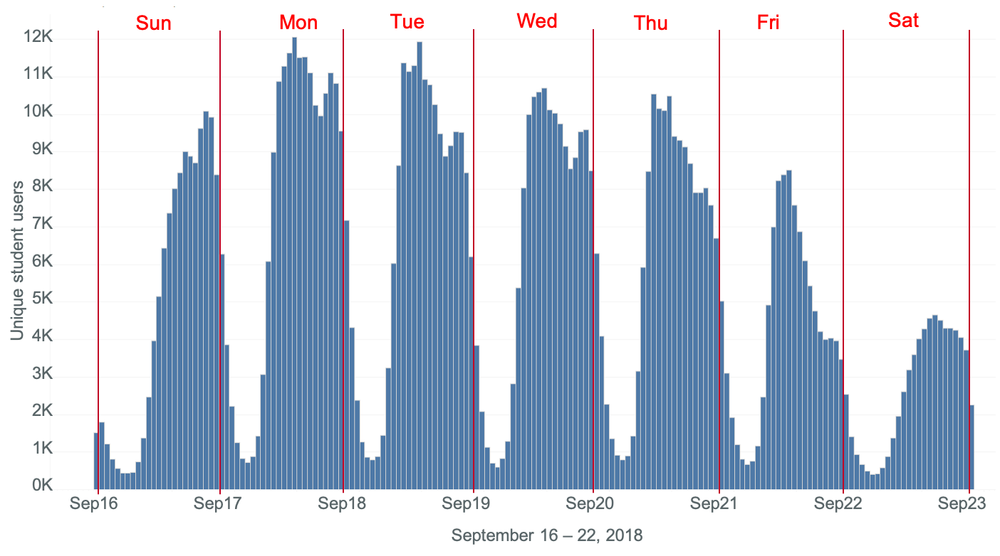 Sun Mon Tue Wed Thu Fri Sat
12K
11K
10K
9K
8K
7K
6K
5K
4K
3K
2K
1K
0K
Unique student users
Sep16 Sep17 Sep18 Sep19 Sep20 Sep21 Sep22 Sep23
September 16 – 22, 2018